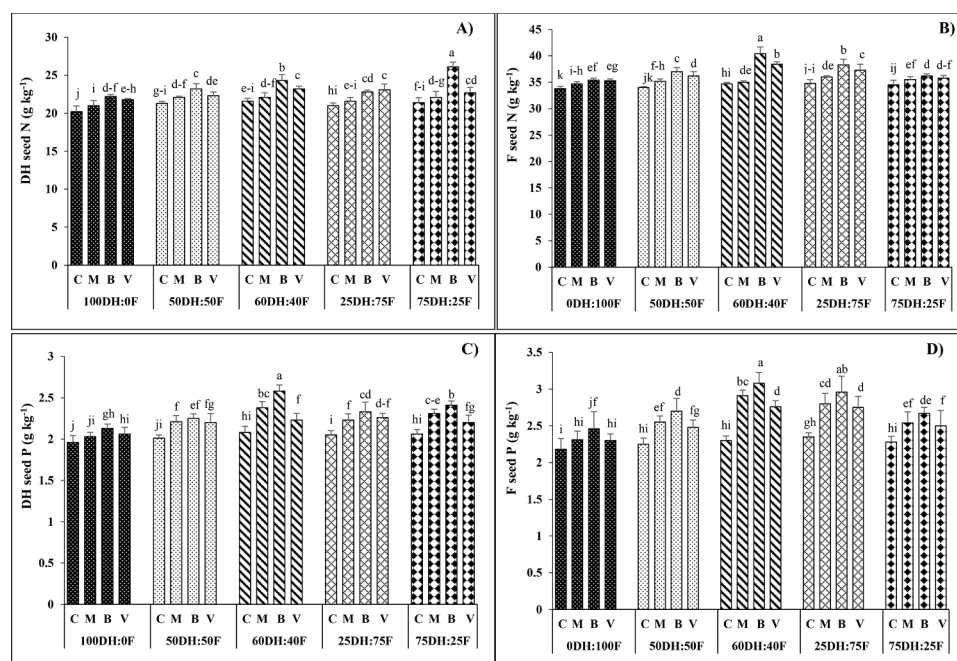 A)
DH seed N (g kg⁻¹)
30
25
20
15
10
5
0
j i d-f e-h g-i d-f c de e-i d-f b c hi e-i cd c f-i d-g a cd
C M B V C M B V C M B V C M B V C M B V
100DH:0F 50DH:50F 60DH:40F 25DH:75F 75DH:25F
B)
F seed N (g kg⁻¹)
45
40
35
30
25
20
15
10
5
0
k i-h ef eg jk f-h c d hi de a b j-i de b c ij ef d d-f
C M B V C M B V C M B V C M B V C M B V
0DH:100F 50DH:50F 60DH:40F 25DH:75F 75DH:25F
C)
DH seed P (g kg⁻¹)
3
2.5
2
1.5
1
0.5
0
j ji gh hi ji f ef fg hi bc a f i f cd d-f hi c-e b fg
C M B V C M B V C M B V C M B V C M B V
100DH:0F 50DH:50F 60DH:40F 25DH:75F 75DH:25F
D)
F seed P (g kg⁻¹)
3.5
3
2.5
2
1.5
1
0.5
0
i hi jf hi hi ef d fg hi bc a d gh cd ab d hi ef de f
C M B V C M B V C M B V C M B V C M B V
0DH:100F 50DH:50F 60DH:40F 25DH:75F 75DH:25F